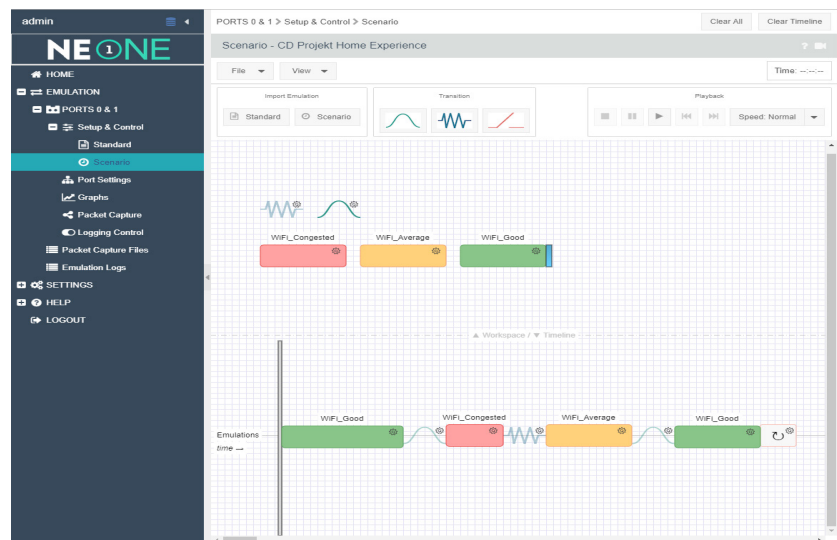 admin
NE1NE
HOME
EMULATION
PORTS 0 & 1
Setup & Control
Standard
Scenario
Port Settings
Graphs
Packet Capture
Logging Control
Packet Capture Files
Emulation Logs
SETTINGS
HELP
LOGOUT
PORTS 0 & 1 > Setup & Control > Scenario
Clear All
Clear Timeline
Scenario - CD Projekt Home Experience
File
View
Time: --:--:--
Import Emulation
Standard
Scenario
Transition
Playback
Speed: Normal
WiFi_Congested
WiFi_Average
WiFi_Good
▲ Workspace / ▼ Timeline
WiFi_Good
WiFi_Congested
WiFi_Average
WiFi_Good
Emulations
time →